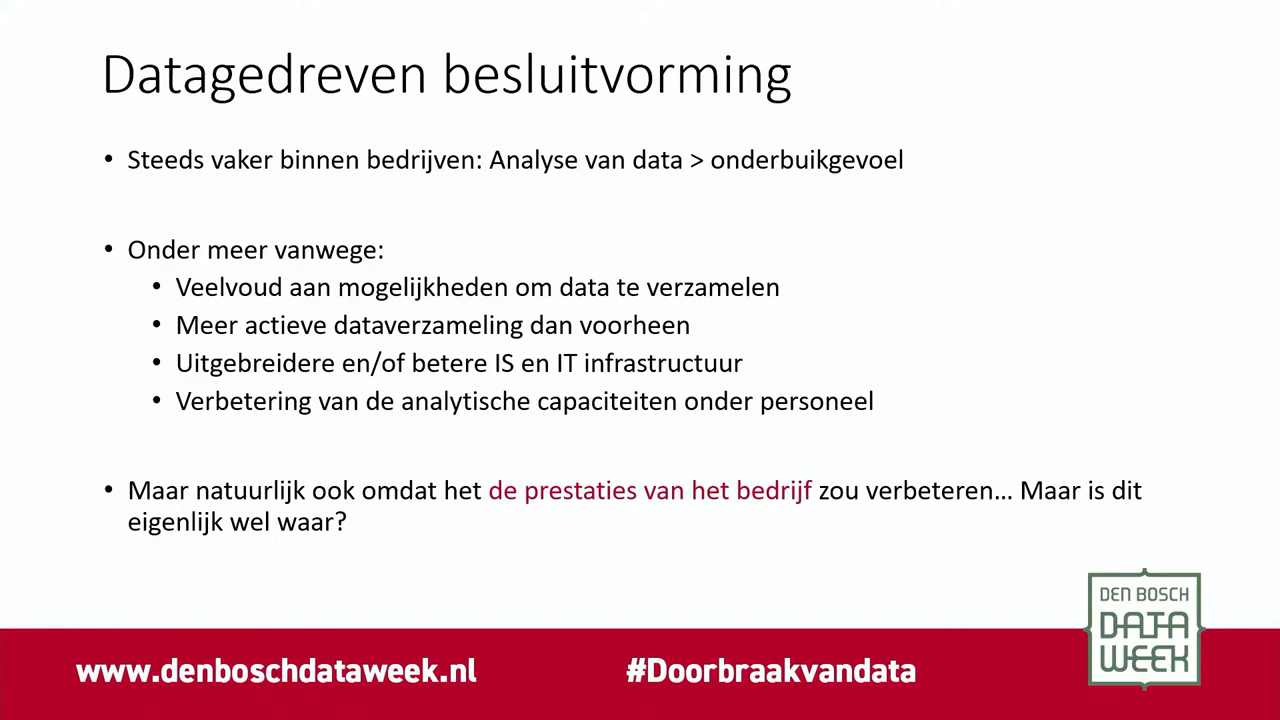 Datagedreven besluitvorming
• Steeds vaker binnen bedrijven: Analyse van data > onderbuikgevoel
• Onder meer vanwege:
• Veelvoud aan mogelijkheden om data te verzamelen
• Meer actieve dataverzameling dan voorheen
• Uitgebreidere en/of betere IS en IT infrastructuur
• Verbetering van de analytische capaciteiten onder personeel
• Maar natuurlijk ook omdat het de prestaties van het bedrijf zou verbeteren... Maar is dit
eigenlijk wel waar?
DEN BOSCH
DATA
WEEK
www.denboschdataweek.nl
#Doorbraakvandata